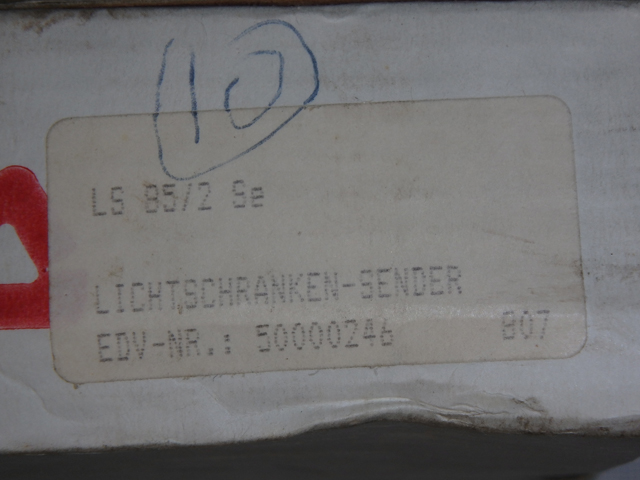 10
LS 85/2 Se
LICHTSCHRANKEN-SENDER
EDV-NR.: 50000246 807